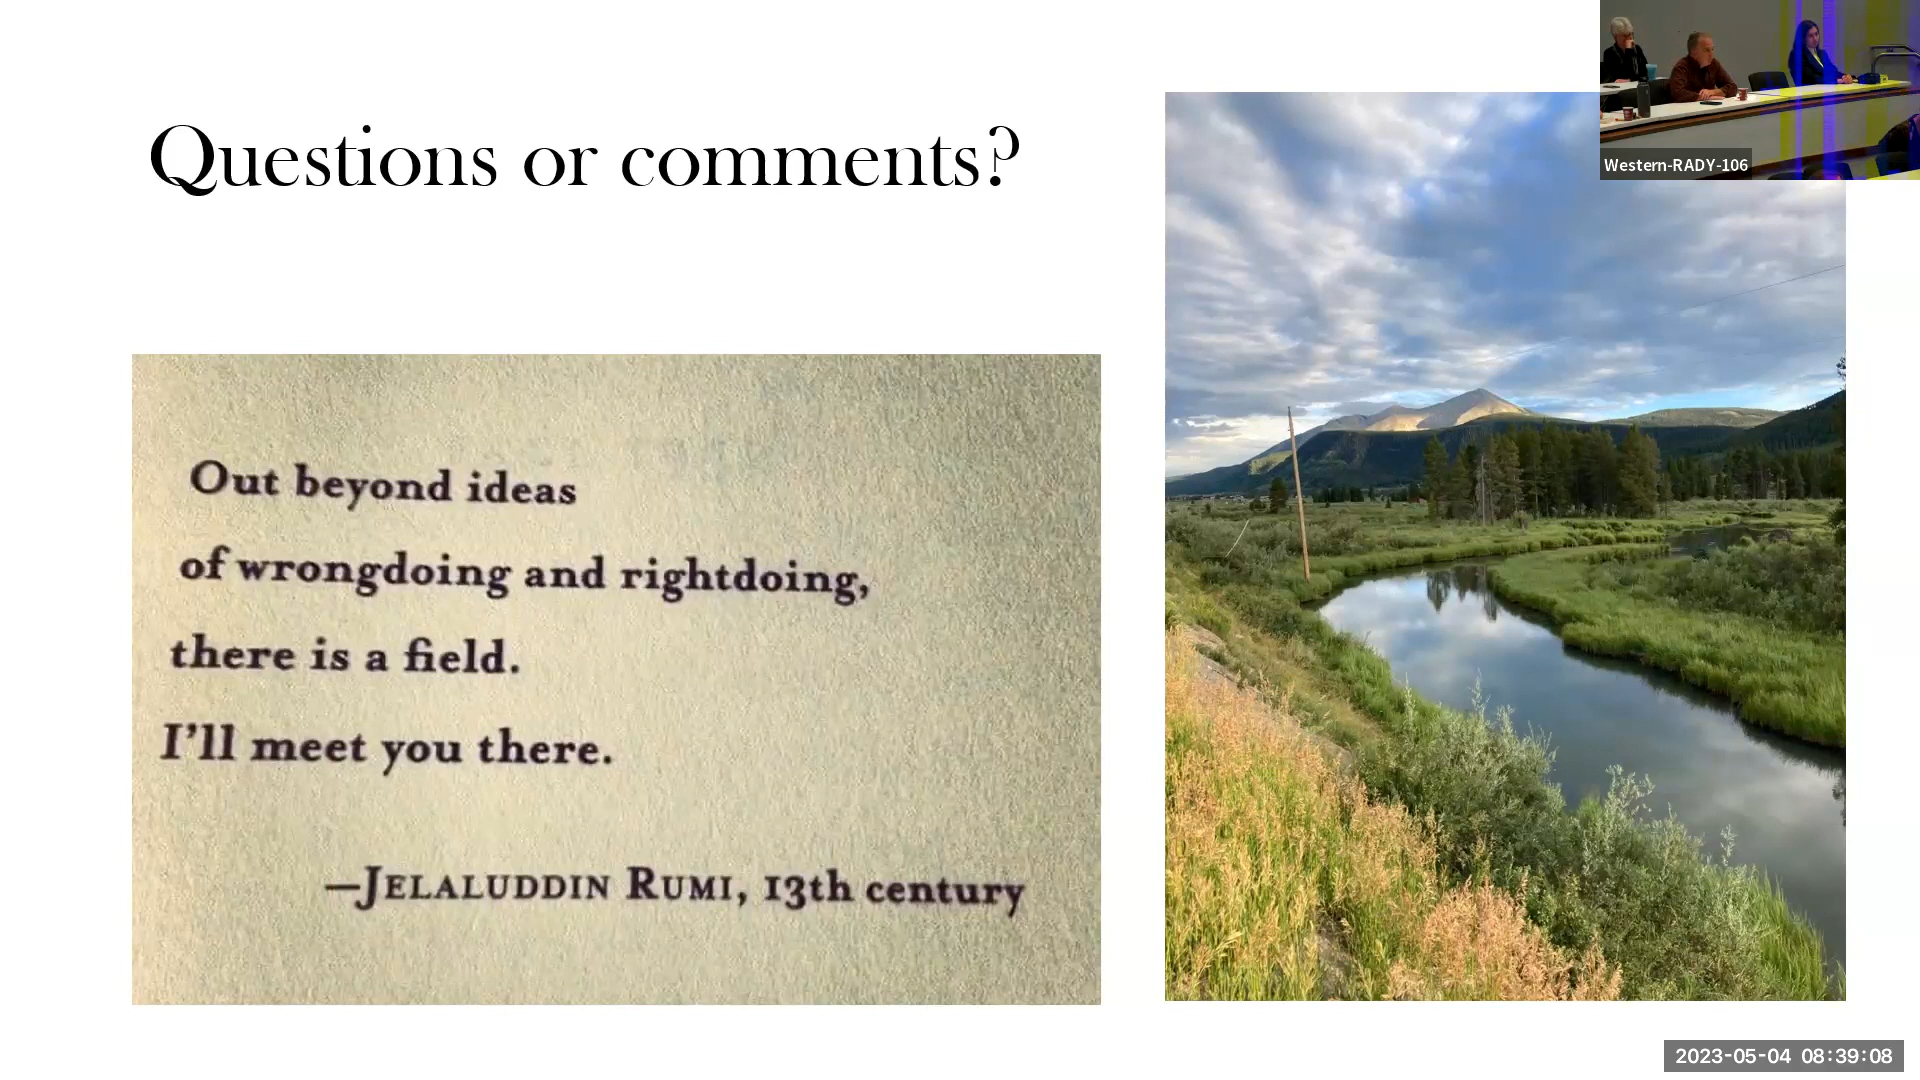 Questions or comments?
Western-RADY-106
Out beyond ideas
of wrongdoing and rightdoing,
there is a field.
I'll meet you there.
—Jelaluddin Rumi, 13th century
2023-05-04 08:39:08